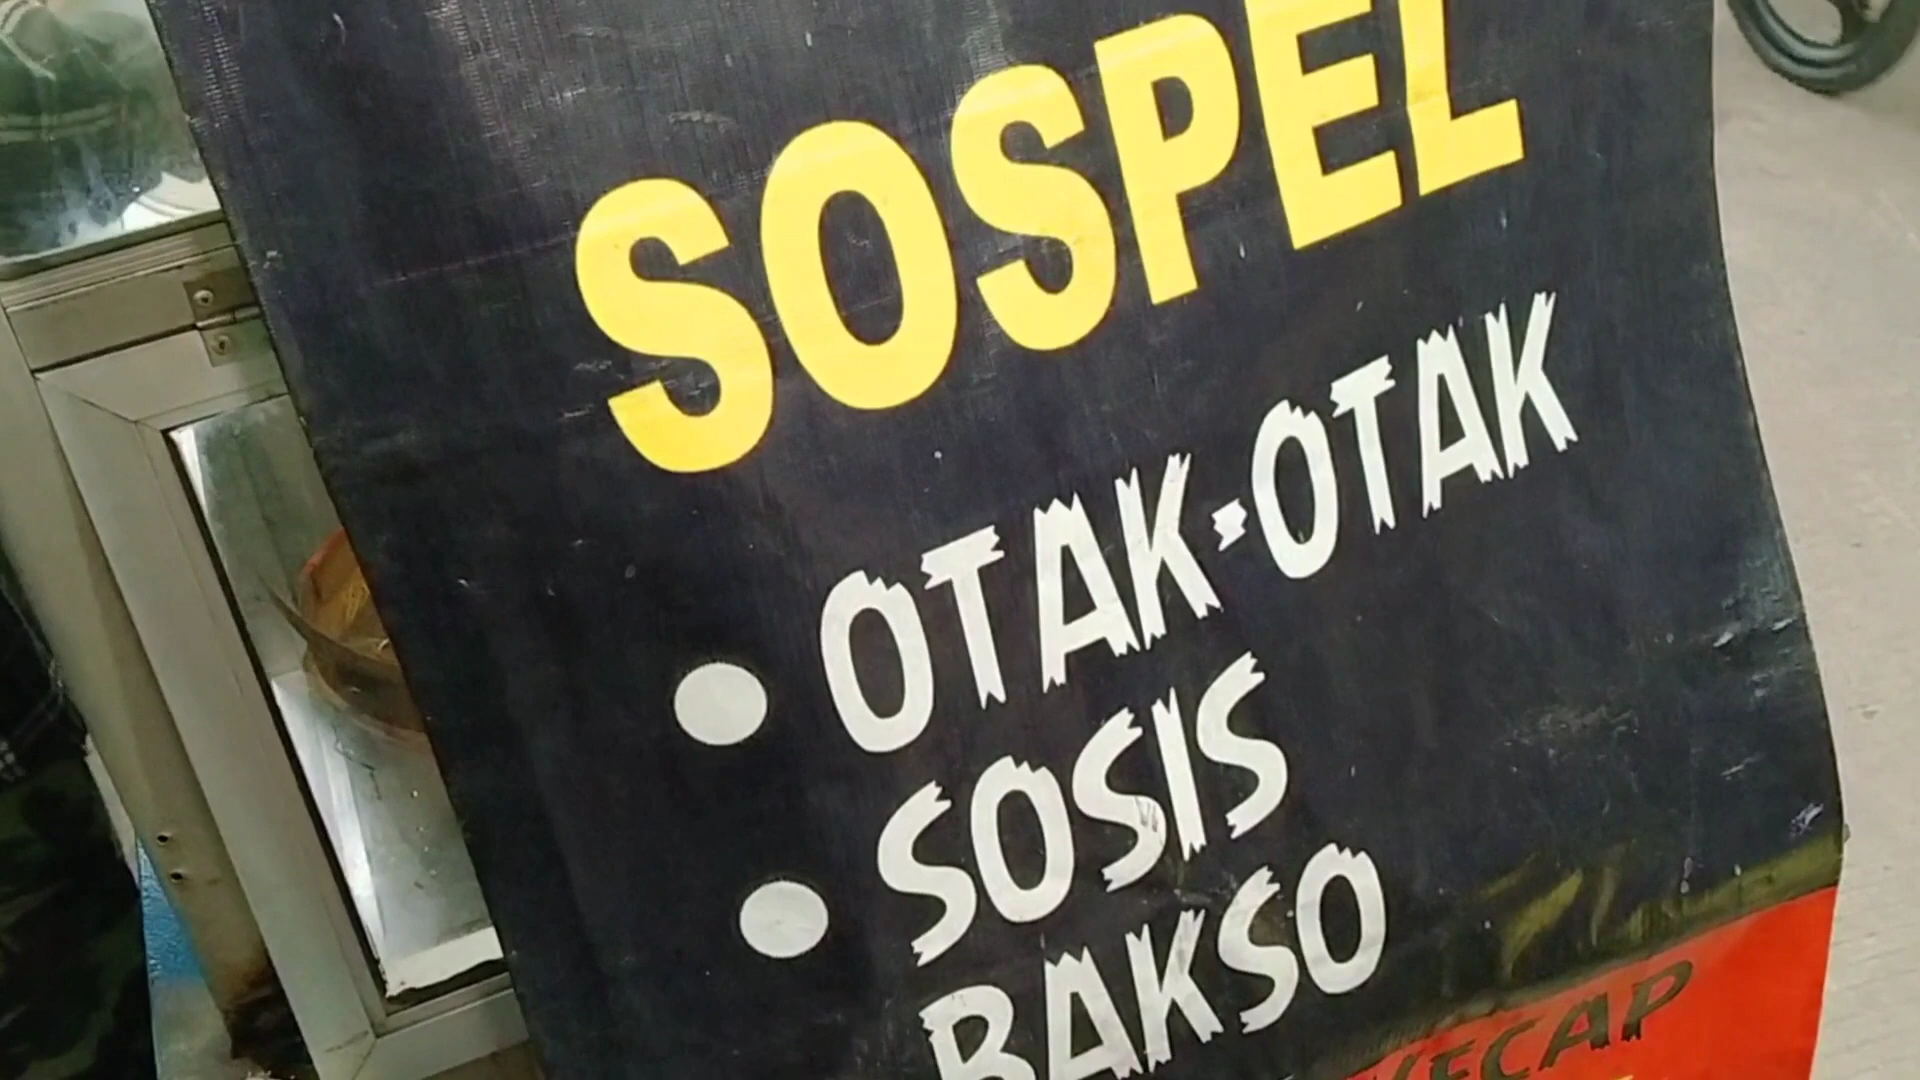 SOSPEL
• OTAK-OTAK
• SOSIS
BAKSO
KECAP